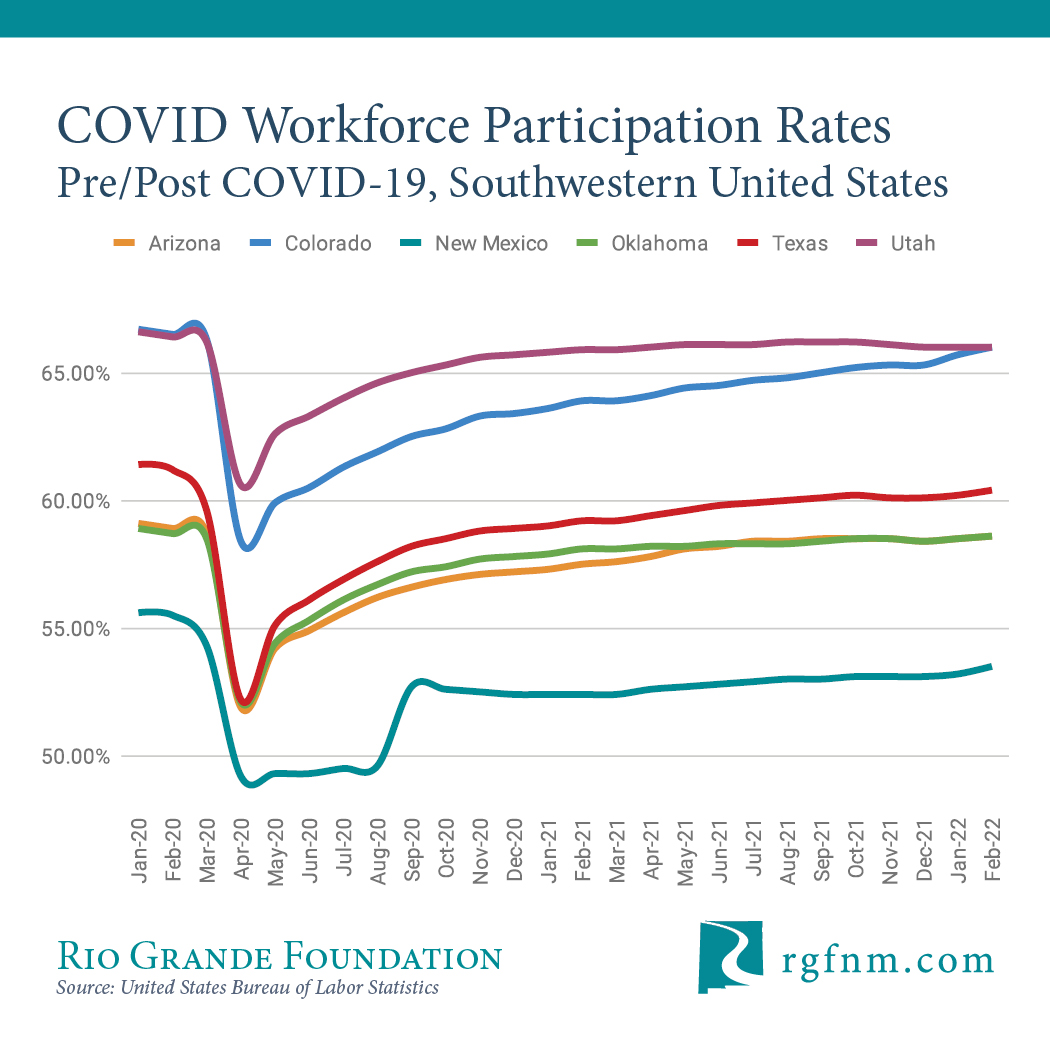 COVID Workforce Participation Rates
Pre/Post COVID-19, Southwestern United States
Arizona Colorado New Mexico Oklahoma Texas Utah
65.00%
60.00%
55.00%
50.00%
Jan-20 Feb-20 Mar-20 Apr-20 May-20 Jun-20 Jul-20 Aug-20 Sep-20 Oct-20 Nov-20 Dec-20 Jan-21 Feb-21 Mar-21 Apr-21 May-21 Jun-21 Jul-21 Aug-21 Sep-21 Oct-21 Nov-21 Dec-21 Jan-22 Feb-22
Rio Grande Foundation
Source: United States Bureau of Labor Statistics
rgfnm.com